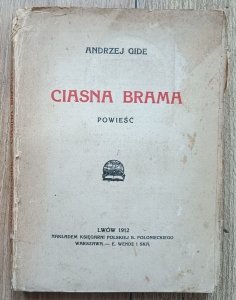 ANDRZEJ GIDE
CIASNA BRAMA
POWIEŚĆ
LWÓW 1912
NAKŁADEM KSIĘGARNI POLSKIEJ B. POŁONIECKIEGO
WARSZAWA — E. WENDE I SKA